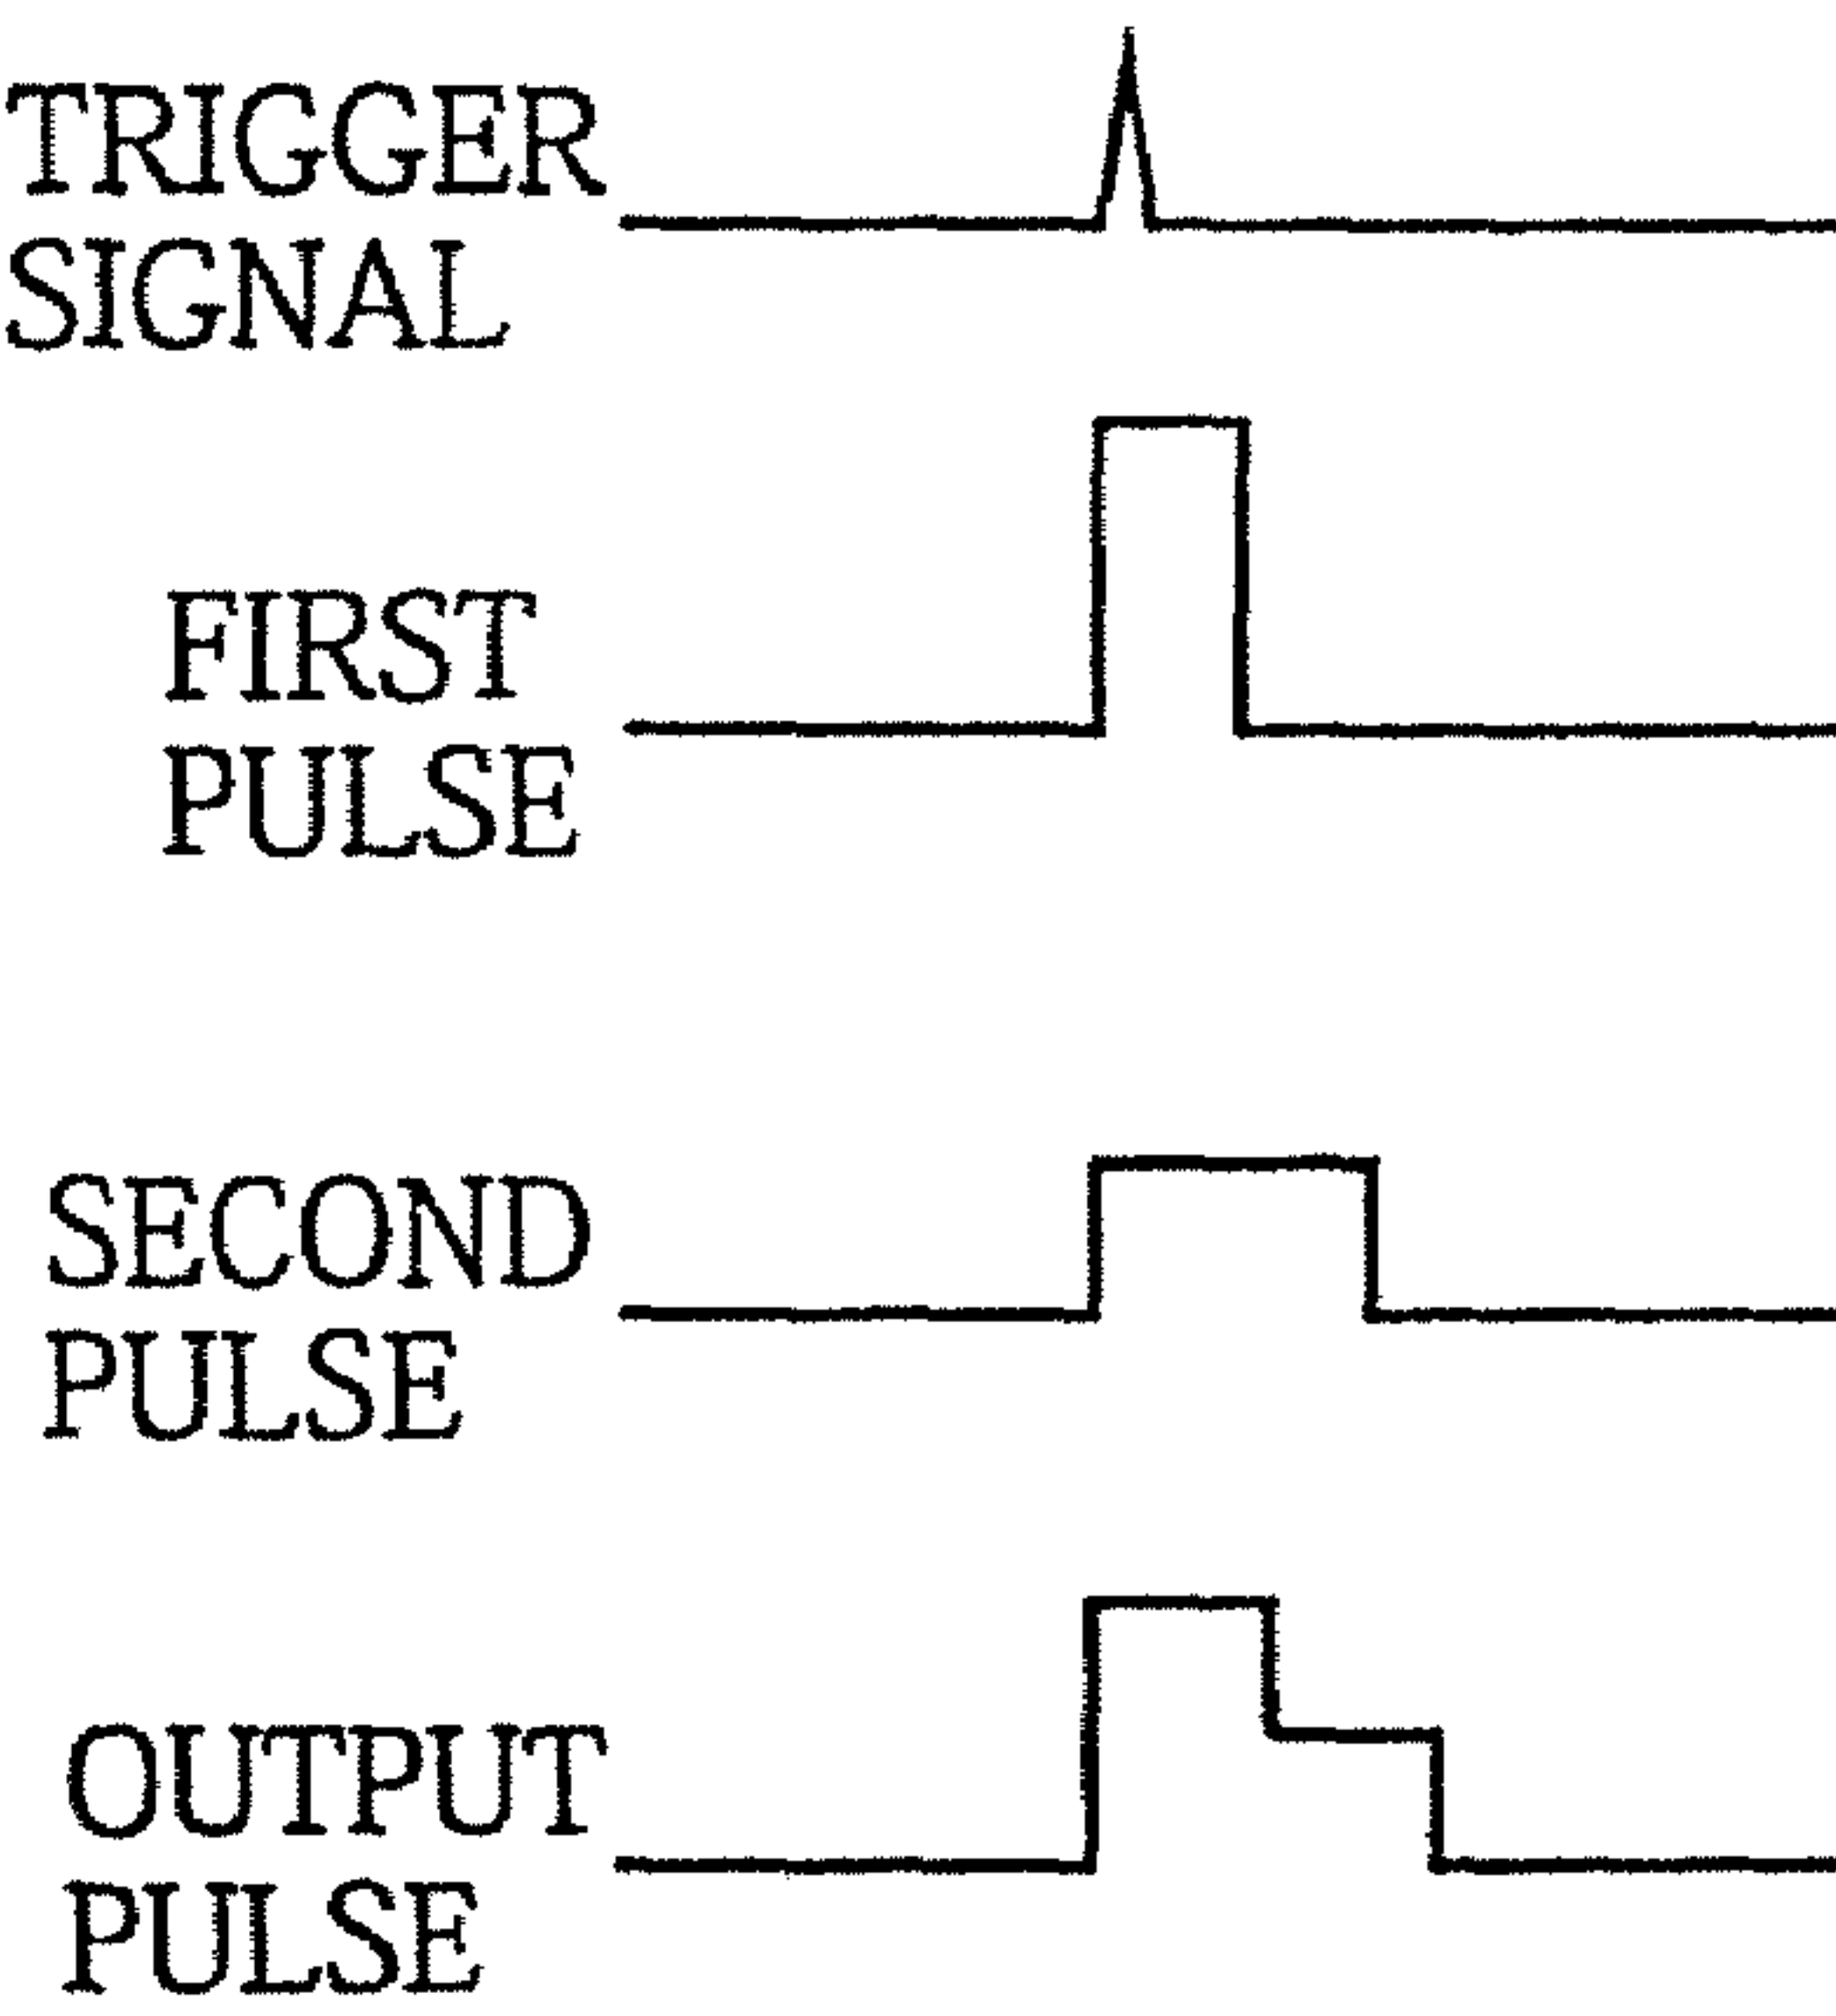 TRIGGER
SIGNAL
FIRST
PULSE
SECOND
PULSE
OUTPUT
PULSE